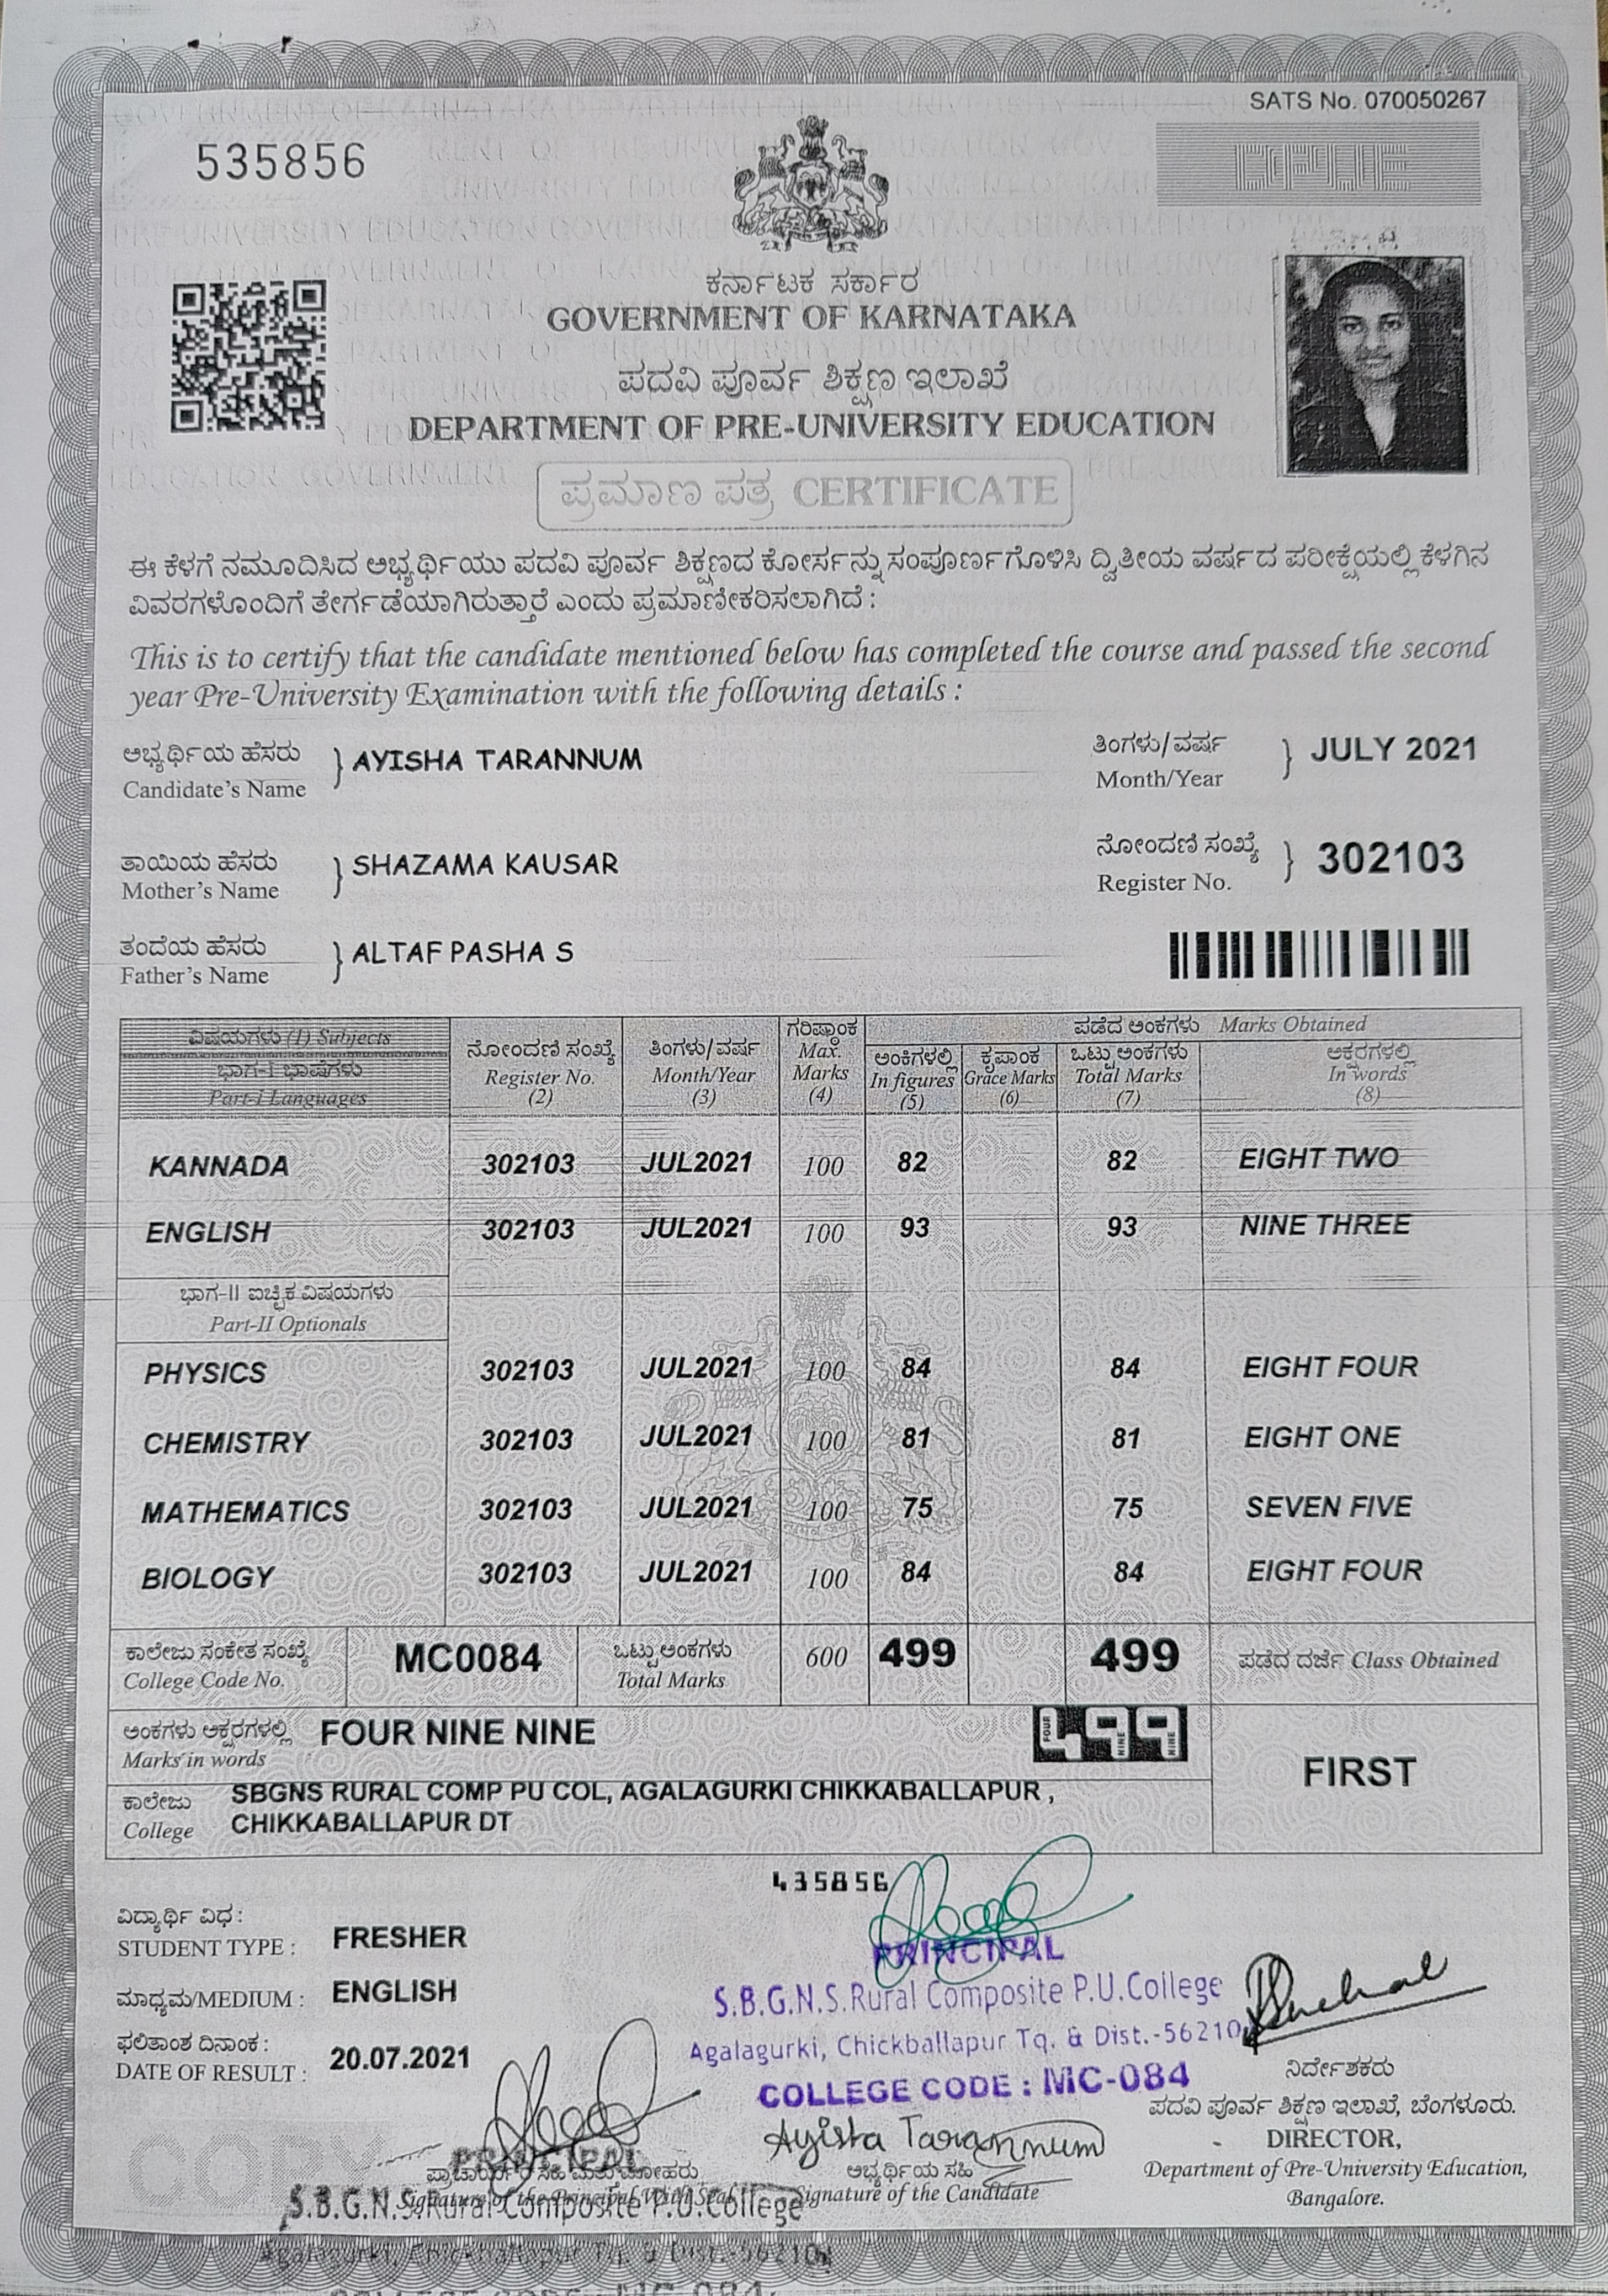 SATS No. 070050267
535856
ಕರ್ನಾಟಕ ಸರ್ಕಾರ
GOVERNMENT OF KARNATAKA
ಪದವಿ ಪೂರ್ವ ಶಿಕ್ಷಣ ಇಲಾಖೆ
DEPARTMENT OF PRE-UNIVERSITY EDUCATION
ಪ್ರಮಾಣ ಪತ್ರ CERTIFICATE
ಈ ಕೆಳಗೆ ನಮೂದಿಸಿದ ಅಭ್ಯರ್ಥಿಯು ಪದವಿ ಪೂರ್ವ ಶಿಕ್ಷಣದ ಕೋರ್ಸನ್ನು ಸಂಪೂರ್ಣಗೊಳಿಸಿ ದ್ವಿತೀಯ ವರ್ಷದ ಪರೀಕ್ಷೆಯಲ್ಲಿ ಕೆಳಗಿನ
ವಿವರಗಳೊಂದಿಗೆ ತೇರ್ಗಡೆಯಾಗಿರುತ್ತಾರೆ ಎಂದು ಪ್ರಮಾಣೀಕರಿಸಲಾಗಿದೆ :
This is to certify that the candidate mentioned below has completed the course and passed the second
year Pre-University Examination with the following details :
ಅಭ್ಯರ್ಥಿಯ ಹೆಸರು
Candidate's Name } AYISHA TARANNUM
ತಿಂಗಳು/ವರ್ಷ
Month/Year } JULY 2021
ತಾಯಿಯ ಹೆಸರು
Mother's Name } SHAZAMA KAUSAR
ನೋಂದಣಿ ಸಂಖ್ಯೆ
Register No. } 302103
ತಂದೆಯ ಹೆಸರು
Father's Name } ALTAF PASHA S
ವಿಷಯಗಳು (1) Subjects
ಭಾಗ-I ಭಾಷೆಗಳು
Part-I Languages
ನೋಂದಣಿ ಸಂಖ್ಯೆ
Register No.
(2)
ತಿಂಗಳು/ವರ್ಷ
Month/Year
(3)
ಗರಿಷ್ಠಾಂಕ
Max.
Marks
(4)
ಪಡೆದ ಅಂಕಗಳು Marks Obtained
ಅಂಕಿಗಳಲ್ಲಿ
In figures
(5)
ಕೃಪಾಂಕ
Grace Marks
(6)
ಒಟ್ಟು ಅಂಕಗಳು
Total Marks
(7)
ಅಕ್ಷರಗಳಲ್ಲಿ
In words
(8)
KANNADA 302103 JUL2021 100 82 82 EIGHT TWO
ENGLISH 302103 JUL2021 100 93 93 NINE THREE
ಭಾಗ-II ಐಚ್ಛಿಕ ವಿಷಯಗಳು
Part-II Optionals
PHYSICS 302103 JUL2021 100 84 84 EIGHT FOUR
CHEMISTRY 302103 JUL2021 100 81 81 EIGHT ONE
MATHEMATICS 302103 JUL2021 100 75 75 SEVEN FIVE
BIOLOGY 302103 JUL2021 100 84 84 EIGHT FOUR
ಕಾಲೇಜು ಸಂಕೇತ ಸಂಖ್ಯೆ
College Code No. MC0084
ಒಟ್ಟು ಅಂಕಗಳು
Total Marks 600 499 499
ಪಡೆದ ದರ್ಜೆ Class Obtained
ಅಂಕಗಳು ಅಕ್ಷರಗಳಲ್ಲಿ
Marks in words FOUR NINE NINE
FOUR 4 9 NINE 9 NINE
FIRST
ಕಾಲೇಜು
College
SBGNS RURAL COMP PU COL, AGALAGURKI CHIKKABALLAPUR ,
CHIKKABALLAPUR DT
435856
ವಿದ್ಯಾರ್ಥಿ ವಿಧ :
STUDENT TYPE : FRESHER
ಮಾಧ್ಯಮ/MEDIUM : ENGLISH
ಫಲಿತಾಂಶ ದಿನಾಂಕ :
DATE OF RESULT : 20.07.2021
PRINCIPAL
S.B.G.N.S.Rural Composite P.U.College
Agalagurki, Chickballapur Tq. & Dist.-56210
COLLEGE CODE : MC-084
Ayisha Tarannum
ಅಭ್ಯರ್ಥಿಯ ಸಹಿ
Signature of the Candidate
ನಿರ್ದೇಶಕರು
ಪದವಿ ಪೂರ್ವ ಶಿಕ್ಷಣ ಇಲಾಖೆ, ಬೆಂಗಳೂರು.
DIRECTOR,
Department of Pre-University Education,
Bangalore.
COPY
PRINCIPAL
Signature of the Principal With Seal
S.B.G.N.S.Rural Composite P.U.College
Agalagurki, Chickballapur Tq. & Dist.-56210